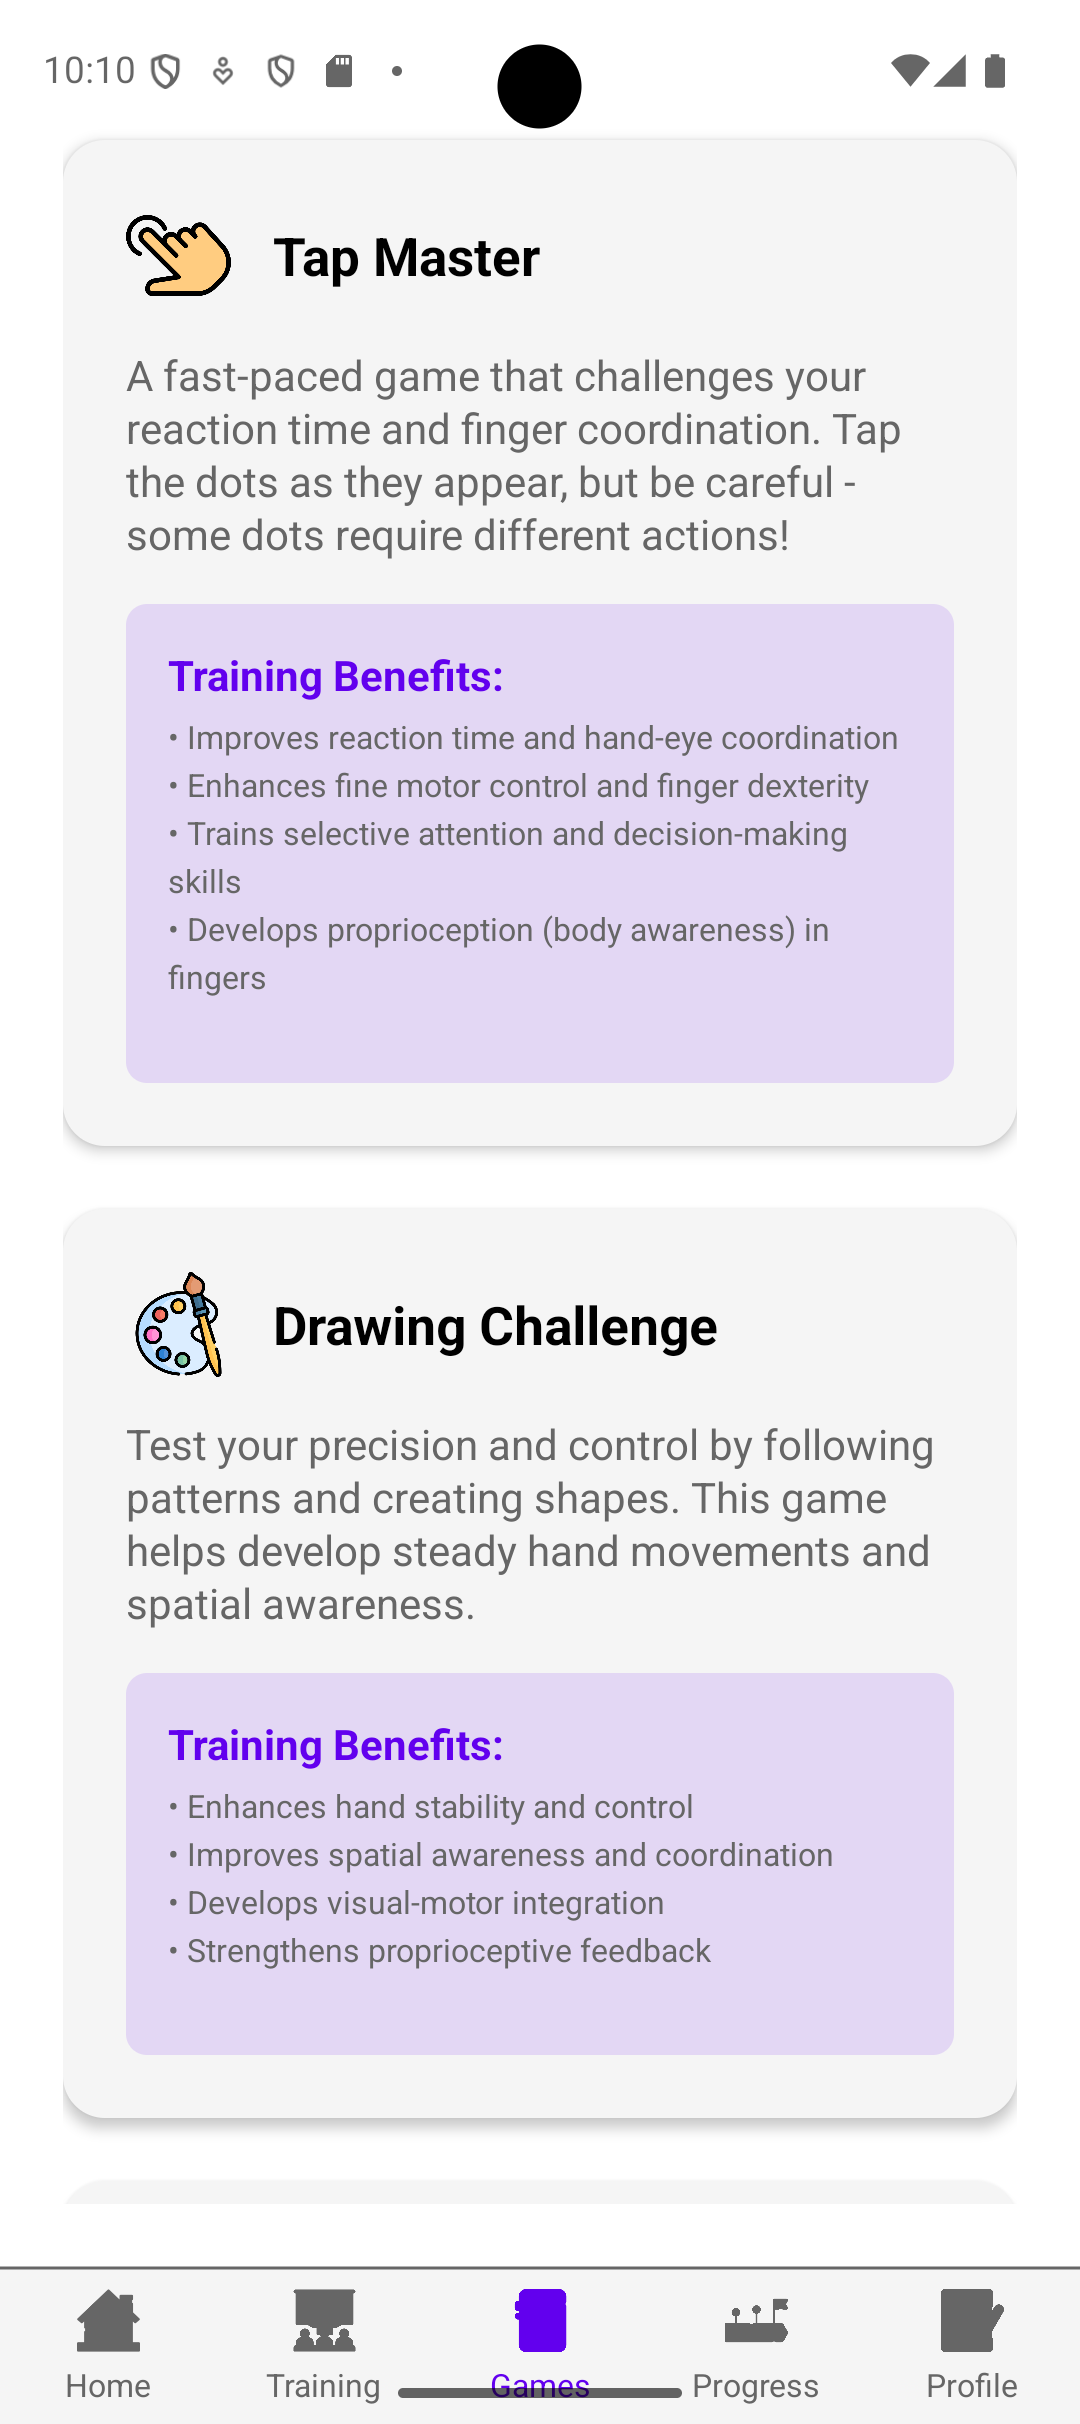 10:10
Tap Master
A fast-paced game that challenges your
reaction time and finger coordination. Tap
the dots as they appear, but be careful -
some dots require different actions!
Training Benefits:
• Improves reaction time and hand-eye coordination
• Enhances fine motor control and finger dexterity
• Trains selective attention and decision-making
skills
• Develops proprioception (body awareness) in
fingers
Drawing Challenge
Test your precision and control by following
patterns and creating shapes. This game
helps develop steady hand movements and
spatial awareness.
Training Benefits:
• Enhances hand stability and control
• Improves spatial awareness and coordination
• Develops visual-motor integration
• Strengthens proprioceptive feedback
Home Training Games Progress Profile